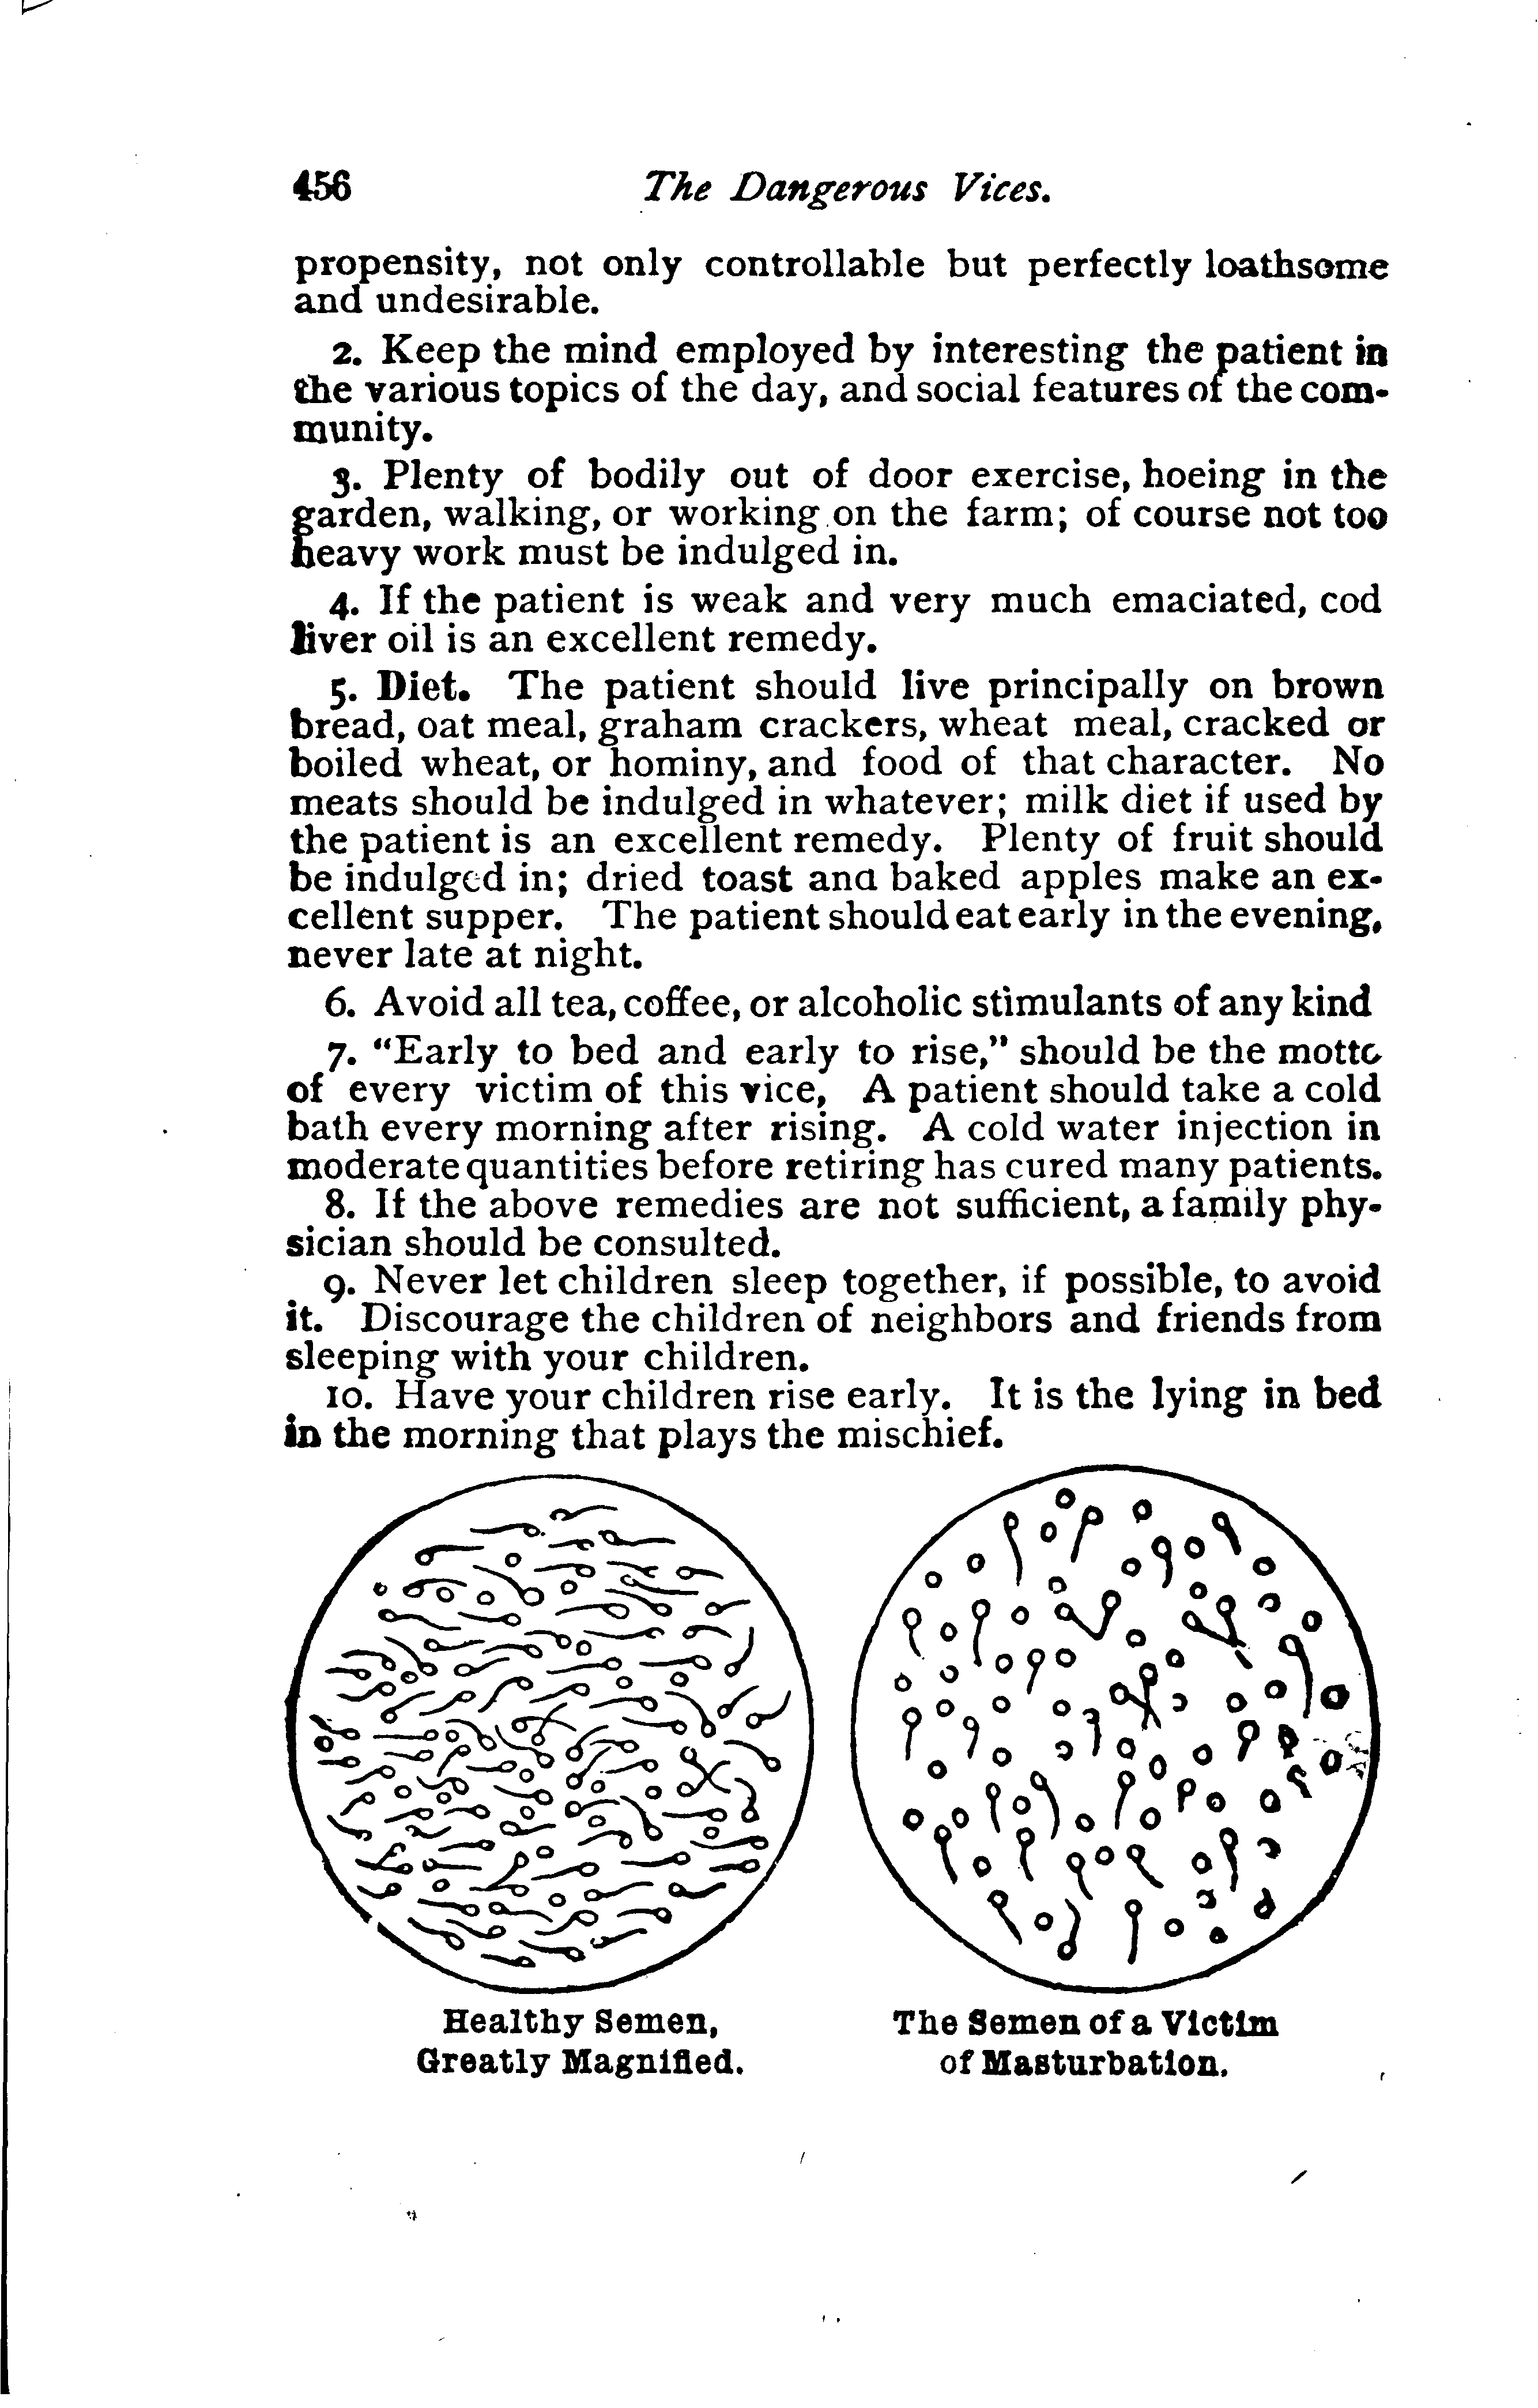 456 The Dangerous Vices.
propensity, not only controllable but perfectly loathsome
and undesirable.
2. Keep the mind employed by interesting the patient in
the various topics of the day, and social features of the com-
munity.
3. Plenty of bodily out of door exercise, hoeing in the
garden, walking, or working on the farm; of course not too
heavy work must be indulged in.
4. If the patient is weak and very much emaciated, cod
liver oil is an excellent remedy.
5. Diet. The patient should live principally on brown
bread, oat meal, graham crackers, wheat meal, cracked or
boiled wheat, or hominy, and food of that character. No
meats should be indulged in whatever; milk diet if used by
the patient is an excellent remedy. Plenty of fruit should
be indulged in; dried toast and baked apples make an ex-
cellent supper. The patient should eat early in the evening,
never late at night.
6. Avoid all tea, coffee, or alcoholic stimulants of any kind
7. "Early to bed and early to rise," should be the motto
of every victim of this vice, A patient should take a cold
bath every morning after rising. A cold water injection in
moderate quantities before retiring has cured many patients.
8. If the above remedies are not sufficient, a family phy-
sician should be consulted.
9. Never let children sleep together, if possible, to avoid
it. Discourage the children of neighbors and friends from
sleeping with your children.
10. Have your children rise early. It is the lying in bed
in the morning that plays the mischief.
Healthy Semen,
Greatly Magnified.
The Semen of a Victim
of Masturbation.